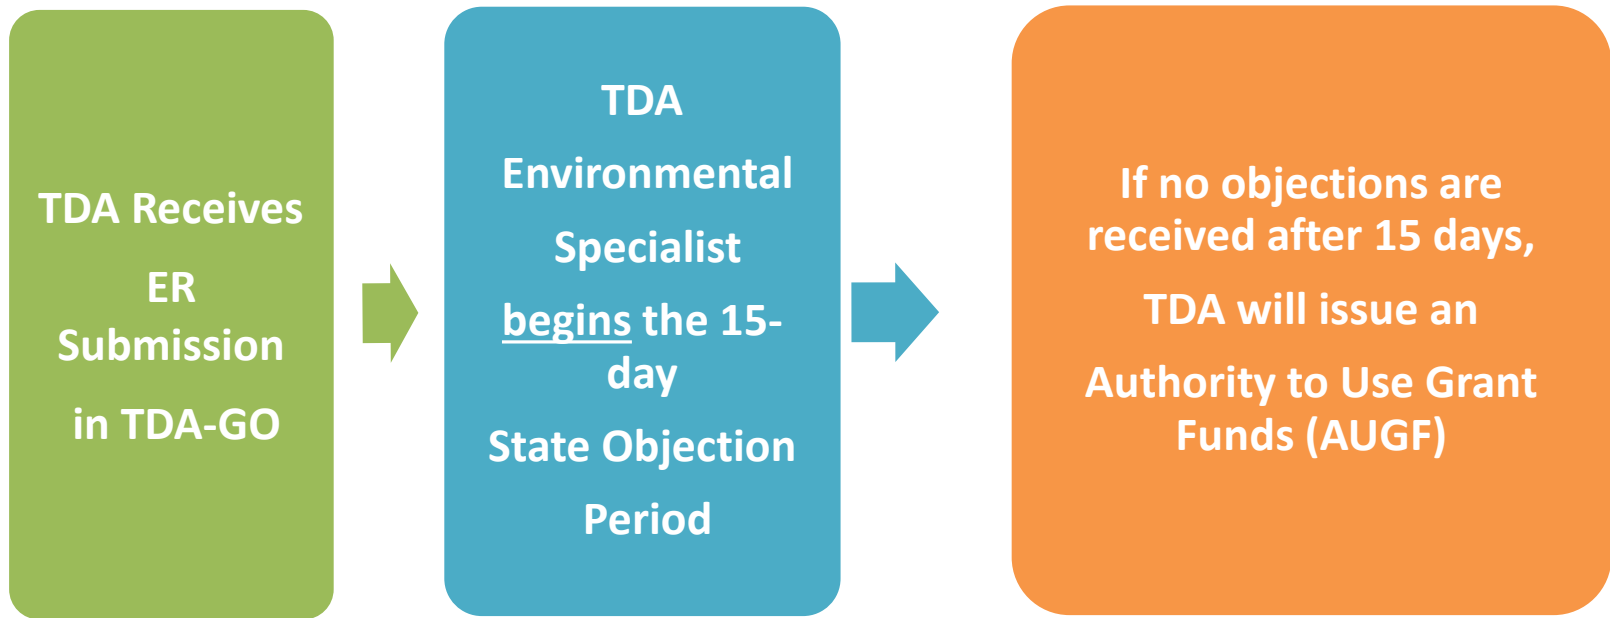 TDA Receives
ER
Submission
in TDA-GO
TDA
Environmental
Specialist
begins the 15-
day
State Objection
Period
If no objections are
received after 15 days,
TDA will issue an
Authority to Use Grant
Funds (AUGF)